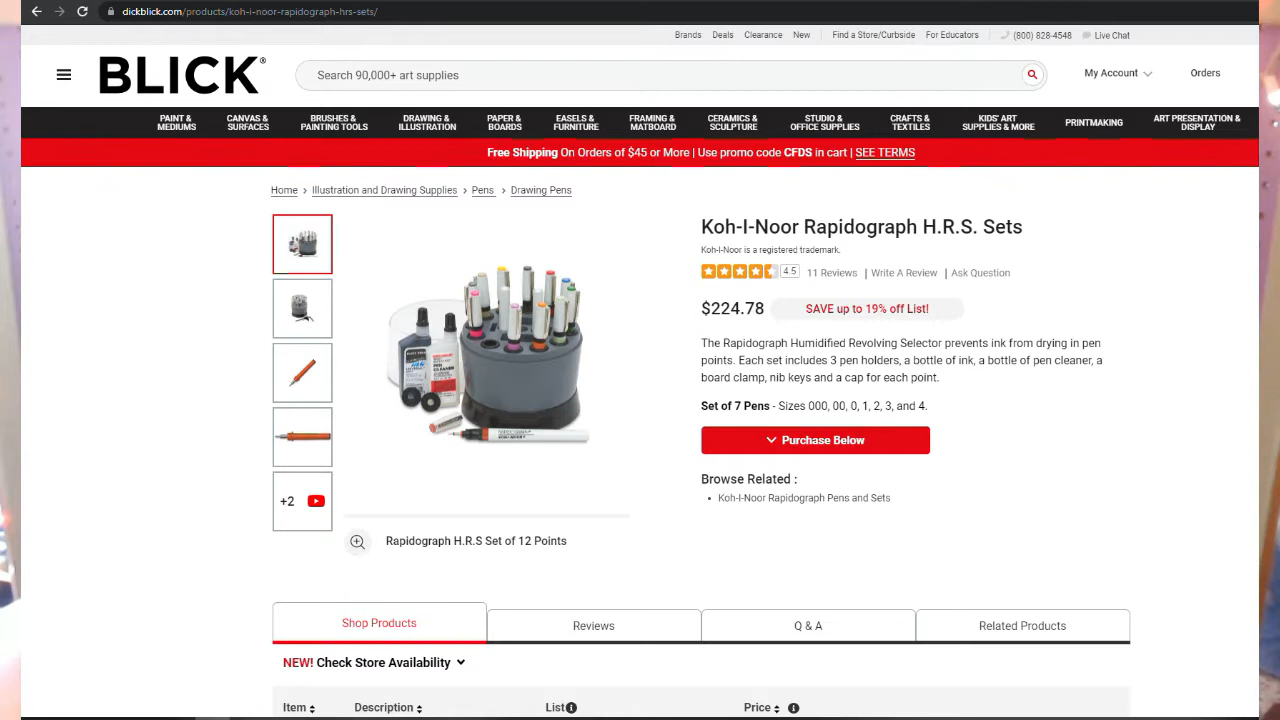 dickblick.com/products/koh-i-noor-rapidograph-hrs-sets/
Brands Deals Clearance New Find a Store/Curbside For Educators (800) 828-4548 Live Chat
BLICK®
Search 90,000+ art supplies
My Account Orders
PAINT & MEDIUMS
CANVAS & SURFACES
BRUSHES & PAINTING TOOLS
DRAWING & ILLUSTRATION
PAPER & BOARDS
EASELS & FURNITURE
FRAMING & MATBOARD
CERAMICS & SCULPTURE
STUDIO & OFFICE SUPPLIES
CRAFTS & TEXTILES
KIDS' ART SUPPLIES & MORE
PRINTMAKING
ART PRESENTATION & DISPLAY
Free Shipping On Orders of $45 or More | Use promo code CFDS in cart | SEE TERMS
Home > Illustration and Drawing Supplies > Pens > Drawing Pens
Koh-I-Noor Rapidograph H.R.S. Sets
Koh-I-Noor is a registered trademark.
4.5 11 Reviews | Write A Review | Ask Question
$224.78 SAVE up to 19% off List!
The Rapidograph Humidified Revolving Selector prevents ink from drying in pen
points. Each set includes 3 pen holders, a bottle of ink, a bottle of pen cleaner, a
board clamp, nib keys and a cap for each point.
Set of 7 Pens - Sizes 000, 00, 0, 1, 2, 3, and 4.
Purchase Below
Browse Related :
• Koh-I-Noor Rapidograph Pens and Sets
+2
Rapidograph H.R.S Set of 12 Points
Shop Products Reviews Q & A Related Products
NEW! Check Store Availability
Item Description List Price